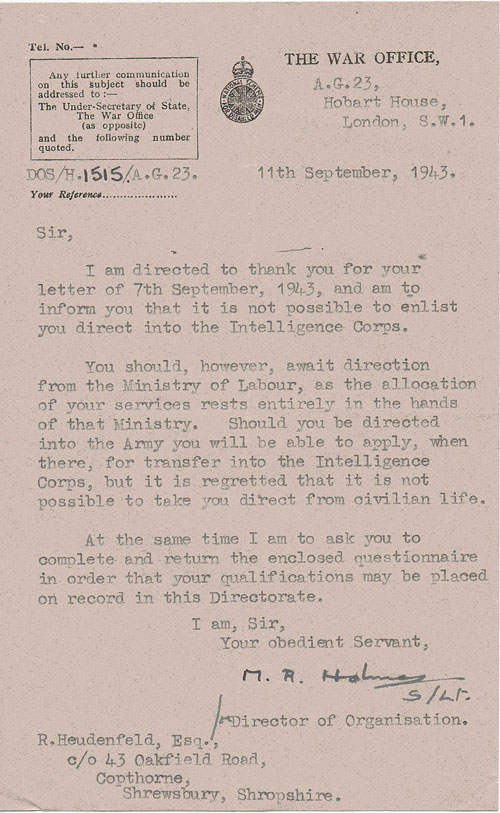 Tel. No.—
THE WAR OFFICE,
Any further communication
on this subject should be
addressed to :—
The Under-Secretary of State,
The War Office
(as opposite)
and the following number
quoted.
A.G.23,
Hobart House,
London, S.W.1.
DOS/H.1515/A.G.23.
11th September, 1943.
Your Reference.....................
Sir,
I am directed to thank you for your
letter of 7th September, 1943, and am to
inform you that it is not possible to enlist
you direct into the Intelligence Corps.
You should, however, await direction
from the Ministry of Labour, as the allocation
of your services rests entirely in the hands
of that Ministry. Should you be directed
into the Army you will be able to apply, when
there, for transfer into the Intelligence
Corps, but it is regretted that it is not
possible to take you direct from civilian life.
At the same time I am to ask you to
complete and return the enclosed questionnaire
in order that your qualifications may be placed
on record in this Directorate.
I am, Sir,
Your obedient Servant,
M. R. Holmes
S/Lt.
Director of Organisation.
R.Heudenfeld, Esq.,
c/o 43 Oakfield Road,
Copthorne,
Shrewsbury, Shropshire.